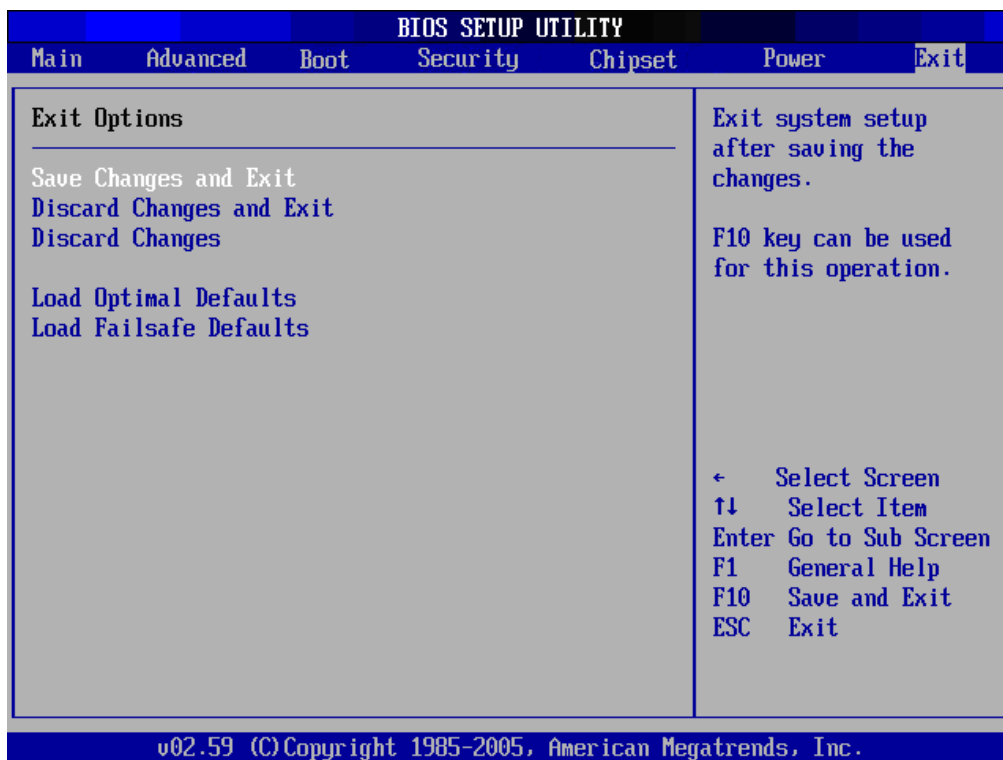 BIOS SETUP UTILITY
Main Advanced Boot Security Chipset Power Exit
Exit Options
Save Changes and Exit
Discard Changes and Exit
Discard Changes
Load Optimal Defaults
Load Failsafe Defaults
Exit system setup
after saving the
changes.
F10 key can be used
for this operation.
← Select Screen
↑↓ Select Item
Enter Go to Sub Screen
F1 General Help
F10 Save and Exit
ESC Exit
v02.59 (C)Copyright 1985-2005, American Megatrends, Inc.